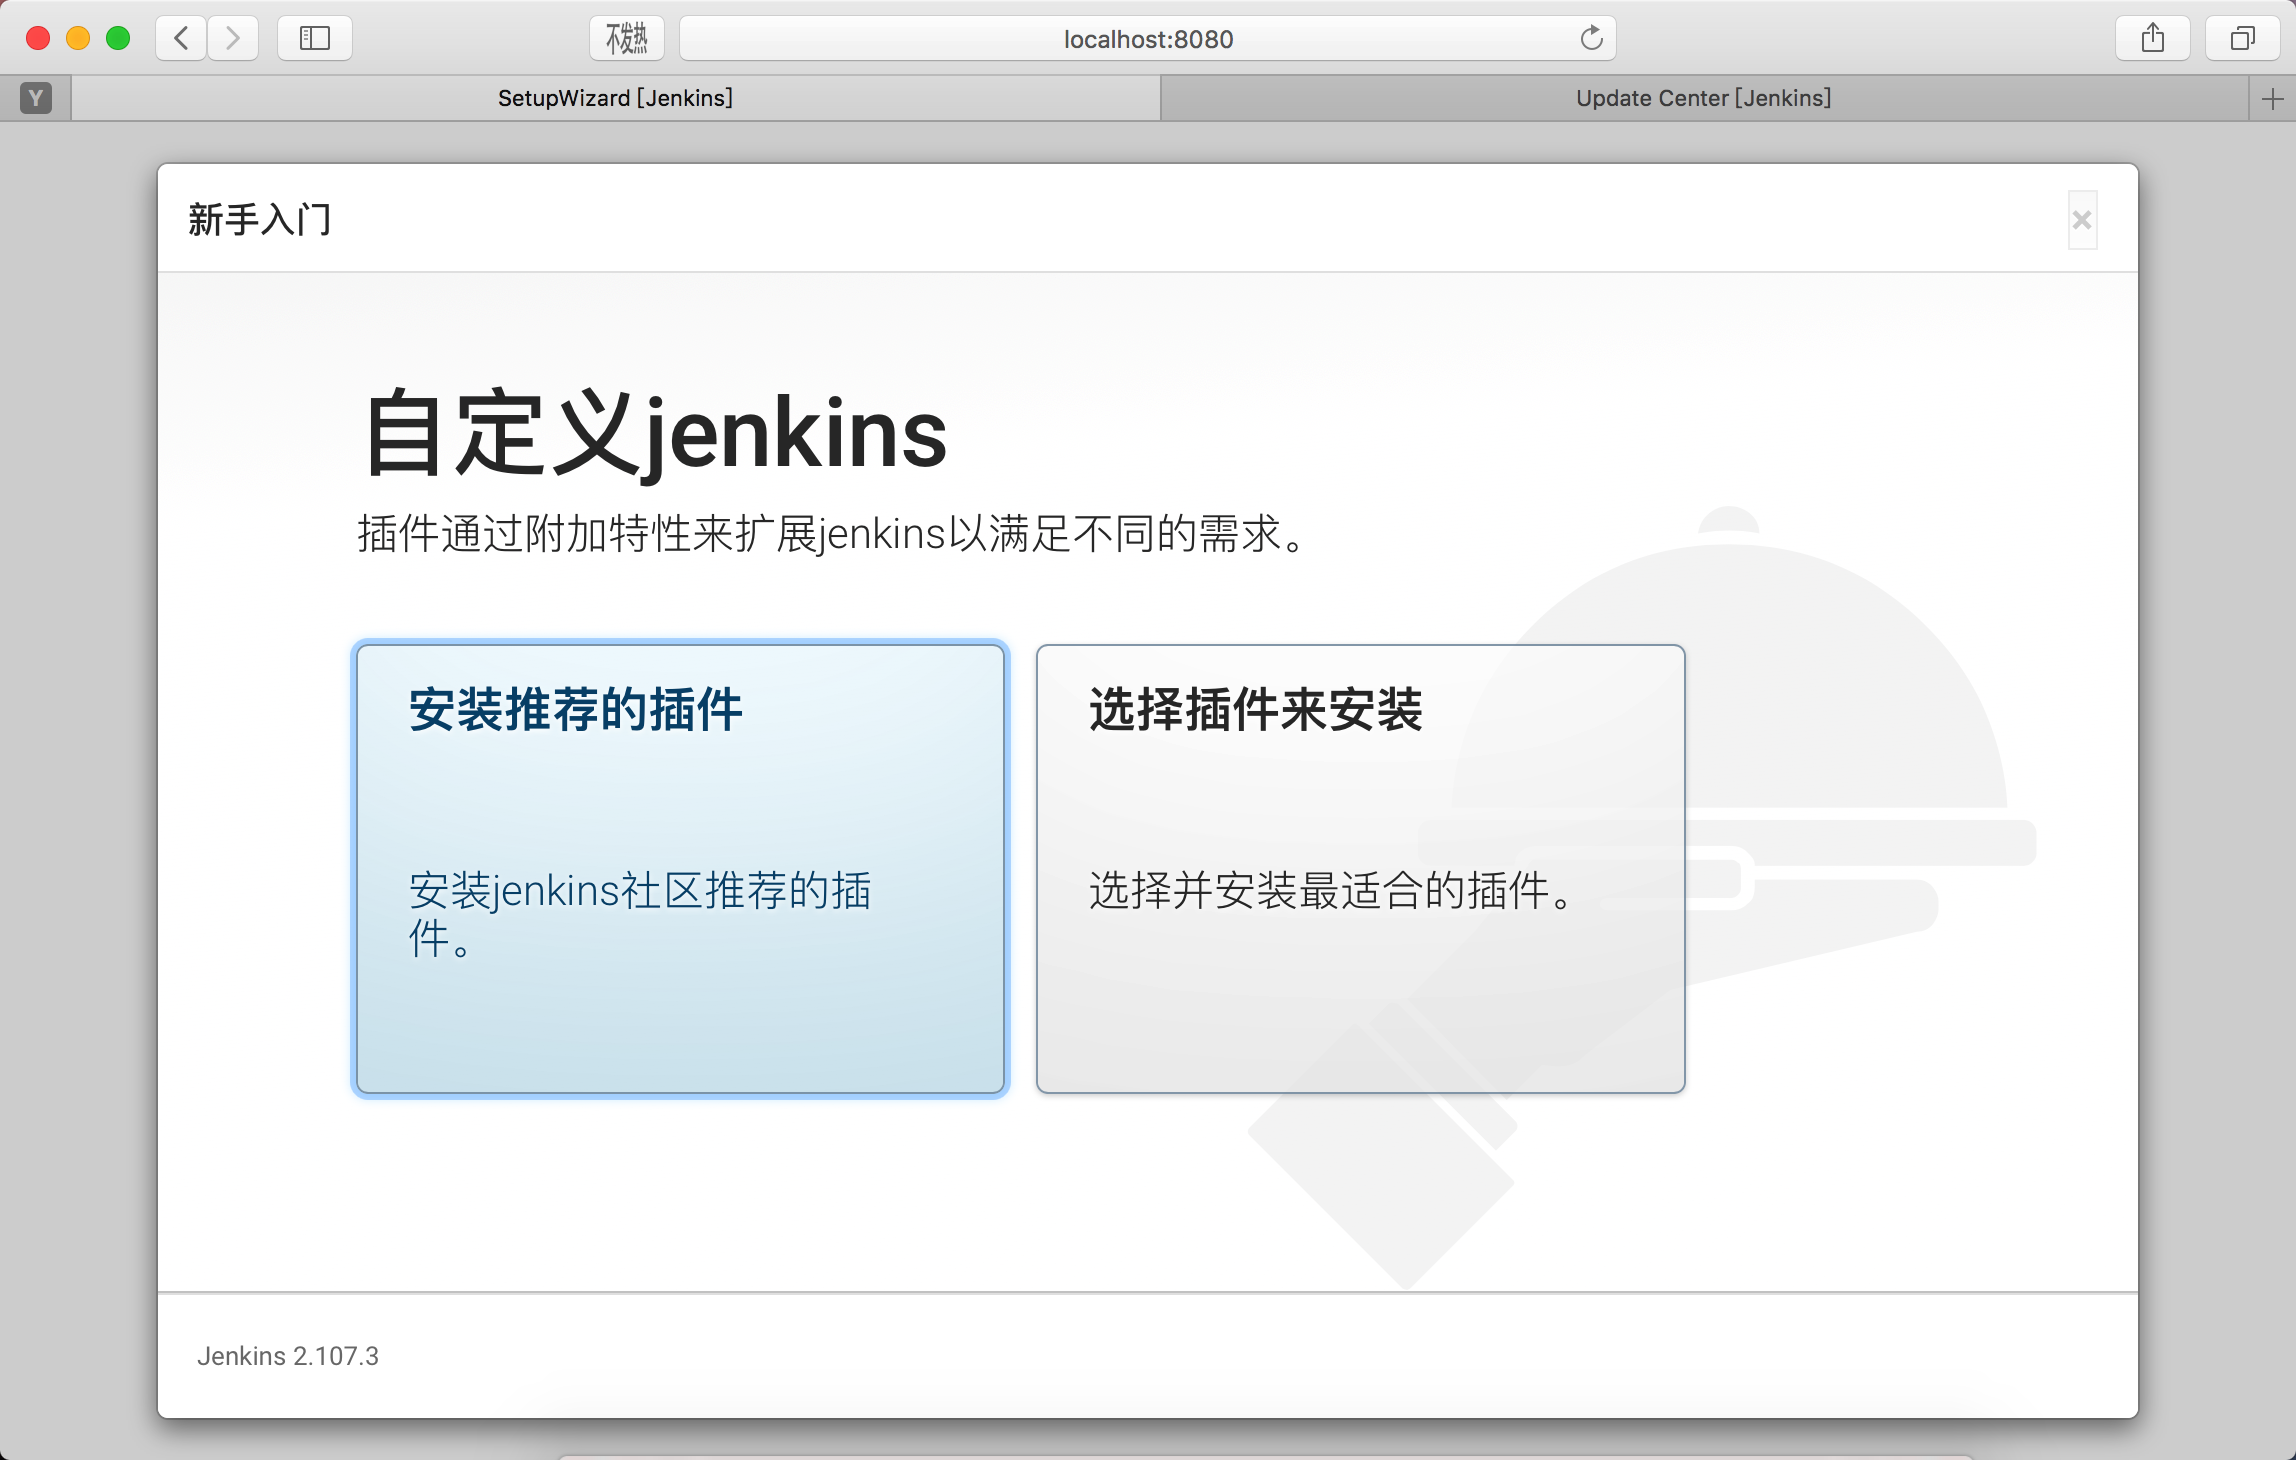 不发热
localhost:8080
Y
SetupWizard [Jenkins]
Update Center [Jenkins]
新手入门
自定义jenkins
插件通过附加特性来扩展jenkins以满足不同的需求。
安装推荐的插件
安装jenkins社区推荐的插
件。
选择插件来安装
选择并安装最适合的插件。
Jenkins 2.107.3